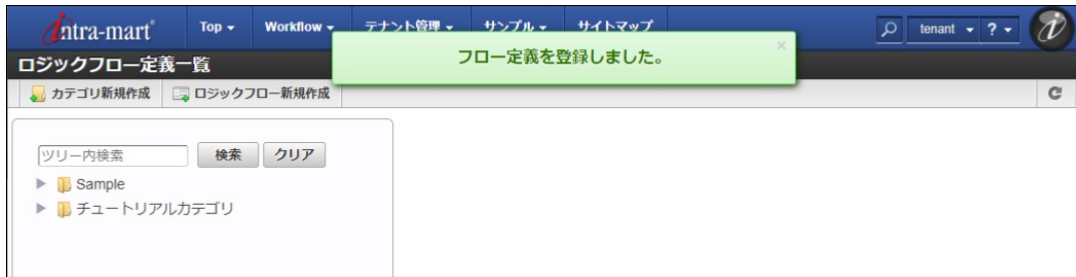 intra-mart Top Workflow テナント管理 サンプル サイトマップ tenant ?
フロー定義を登録しました。 ×
ロジックフロー定義一覧
カテゴリ新規作成 ロジックフロー新規作成
ツリー内検索 検索 クリア
Sample
チュートリアルカテゴリ